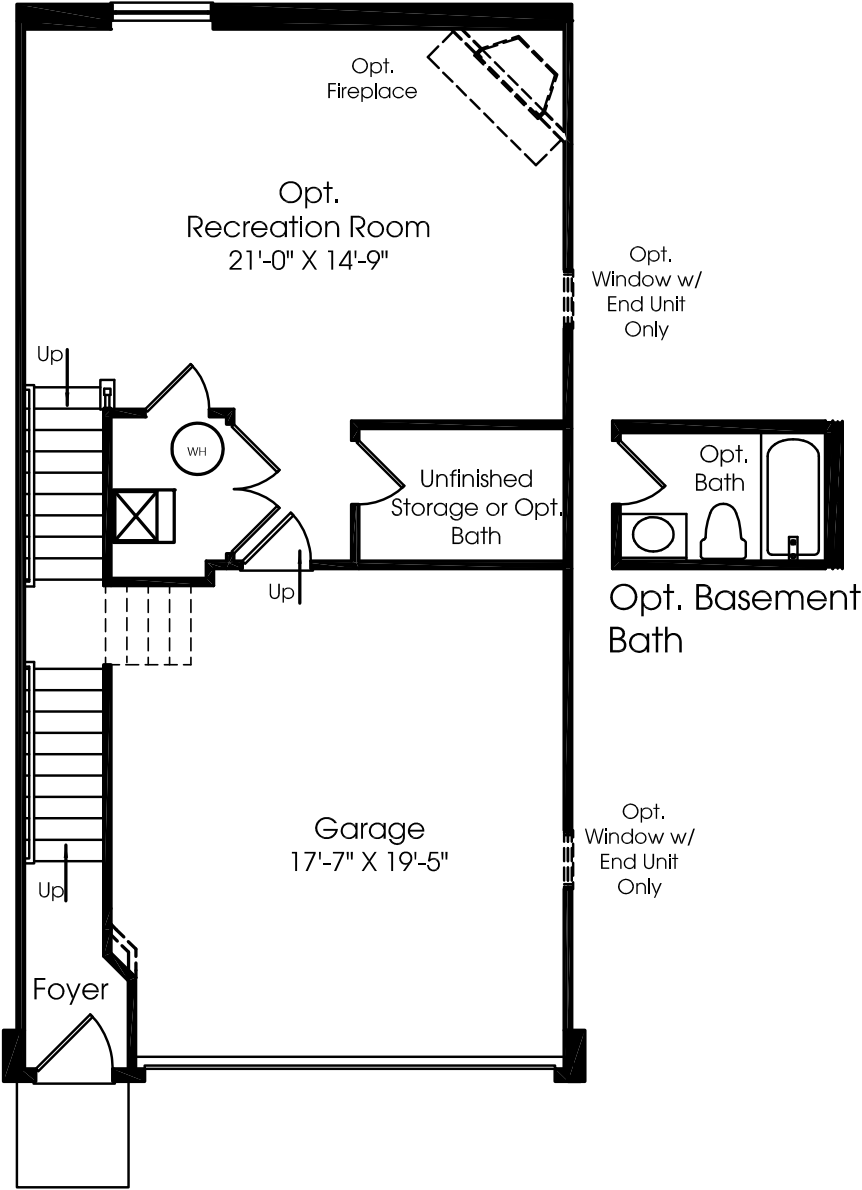 Opt.
Fireplace
Opt.
Recreation Room
21'-0" X 14'-9"
Opt.
Window w/
End Unit
Only
Up
WH
Unfinished
Storage or Opt.
Bath
Opt.
Bath
Up
Opt. Basement
Bath
Garage
17'-7" X 19'-5"
Opt.
Window w/
End Unit
Only
Up
Foyer